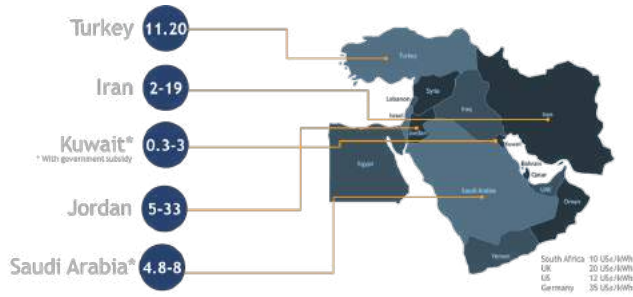 Turkey 11.20
Iran 2-19
Kuwait* 0.3-3
* With government subsidy
Jordan 5-33
Saudi Arabia* 4.8-8
Turkey
Syria
Lebanon
Iraq
Iran
Israel
Jordan
Kuwait
Egypt
Bahrain
Qatar
Saudi Arabia
UAE
Oman
Yemen
South Africa 10 USc/kWh
UK 20 USc/kWh
US 12 USc/kWh
Germany 35 USc/kWh